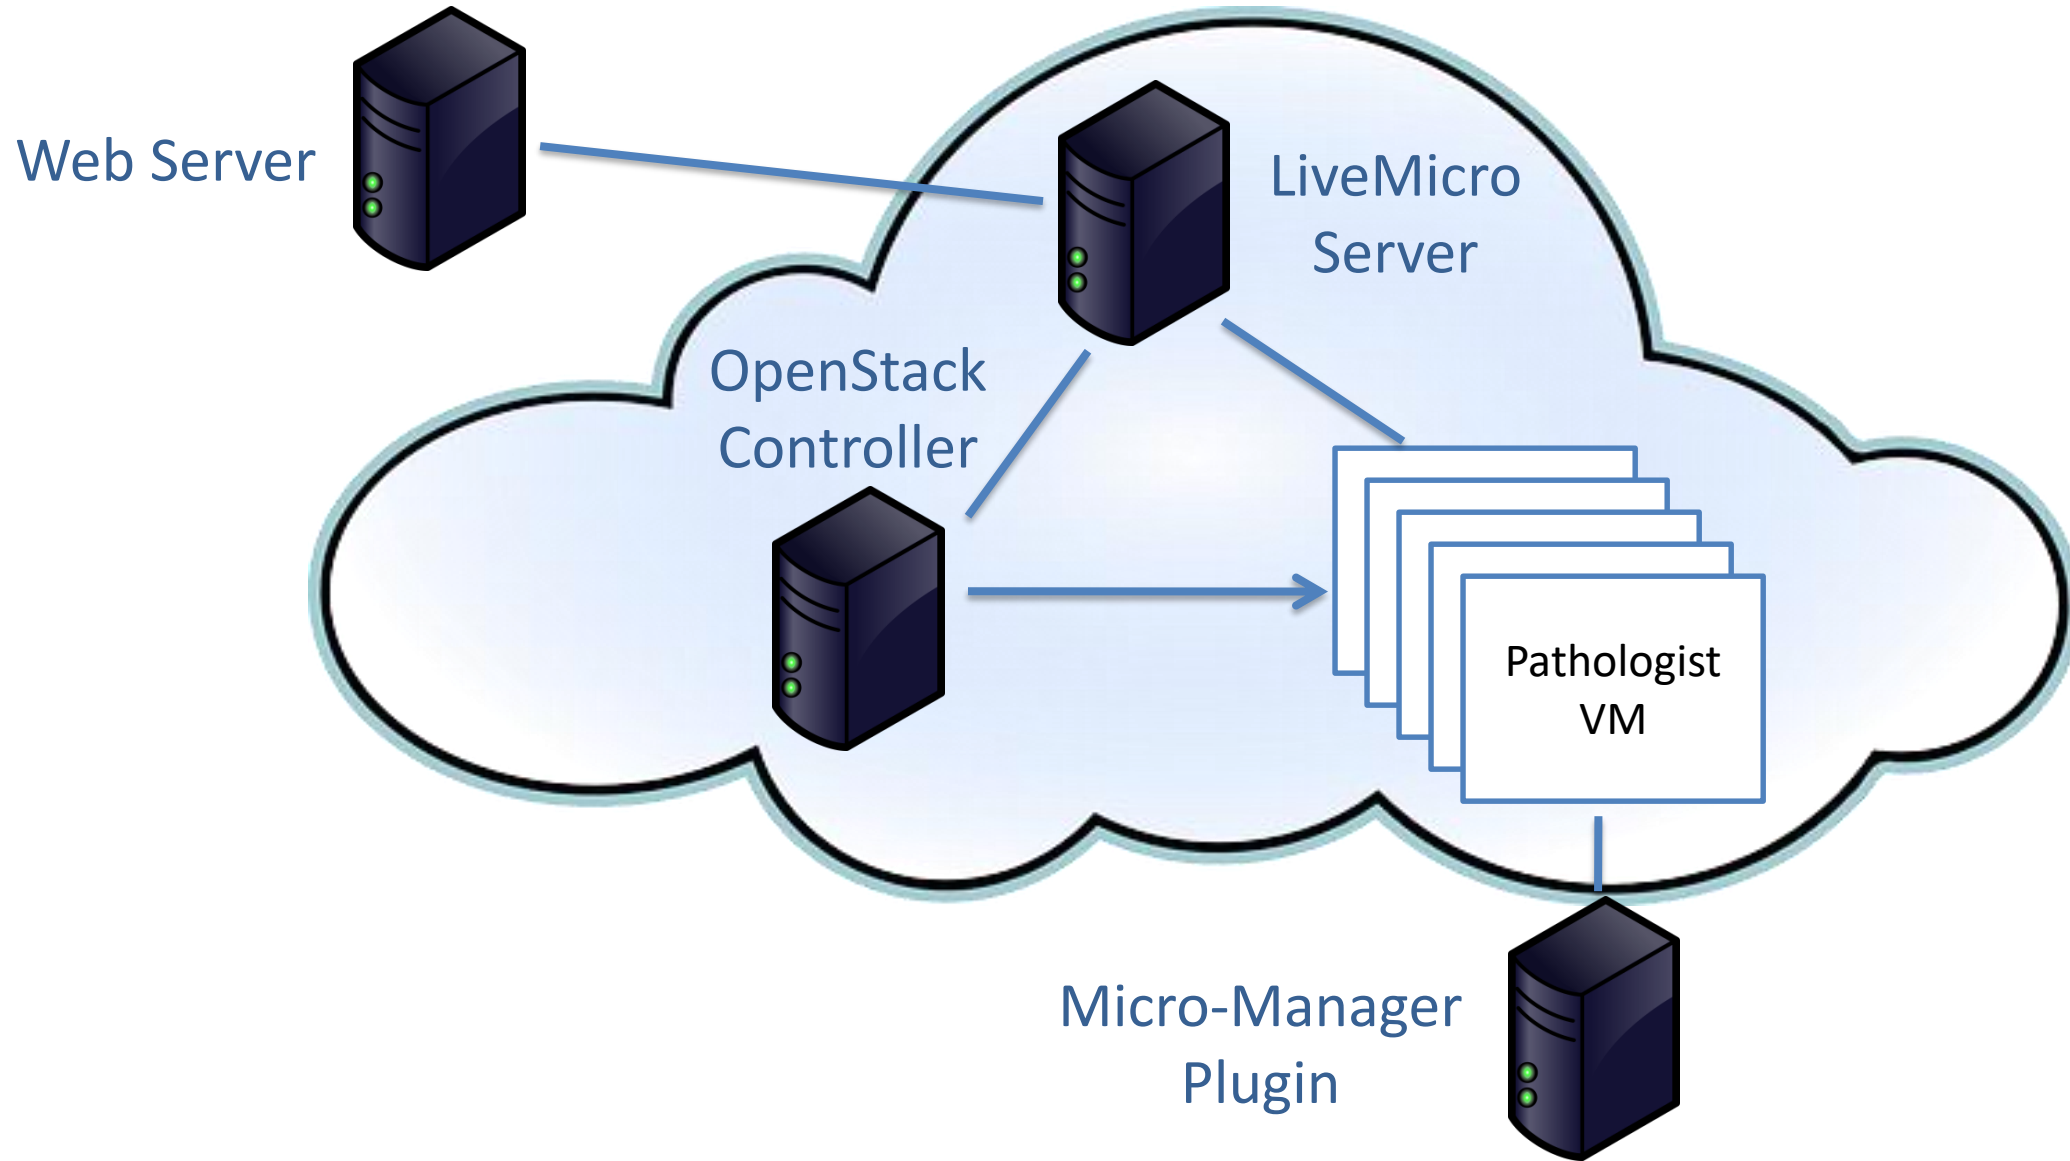 Web Server
LiveMicro
Server
OpenStack
Controller
Pathologist
VM
Micro-Manager
Plugin